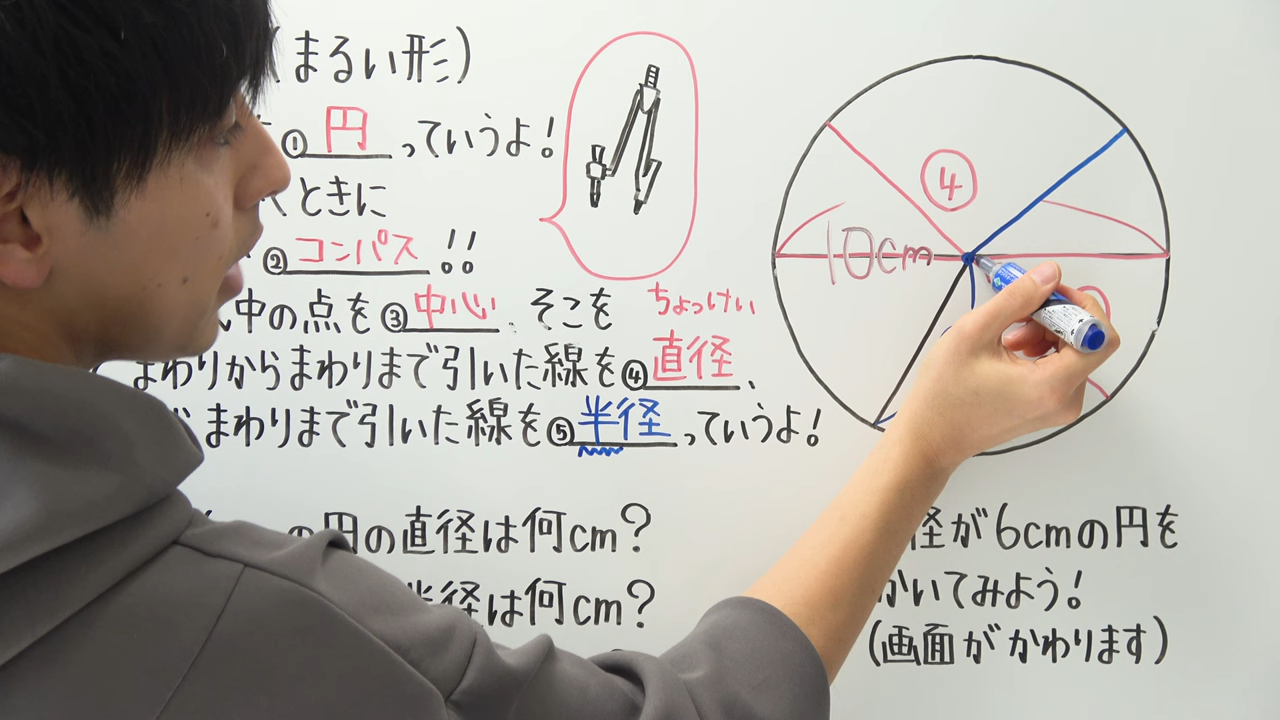 (まるい形)
①円っていうよ!
ときに
②コンパス!!
中の点を③中心、そこを
ちょっけい
まわりからまわりまで引いた線を④直径、
まわりまで引いた線を⑤半径っていうよ!
の円の直径は何cm?
半径は何cm?
④
10cm
径が6cmの円を
かいてみよう!
(画面がかわります)